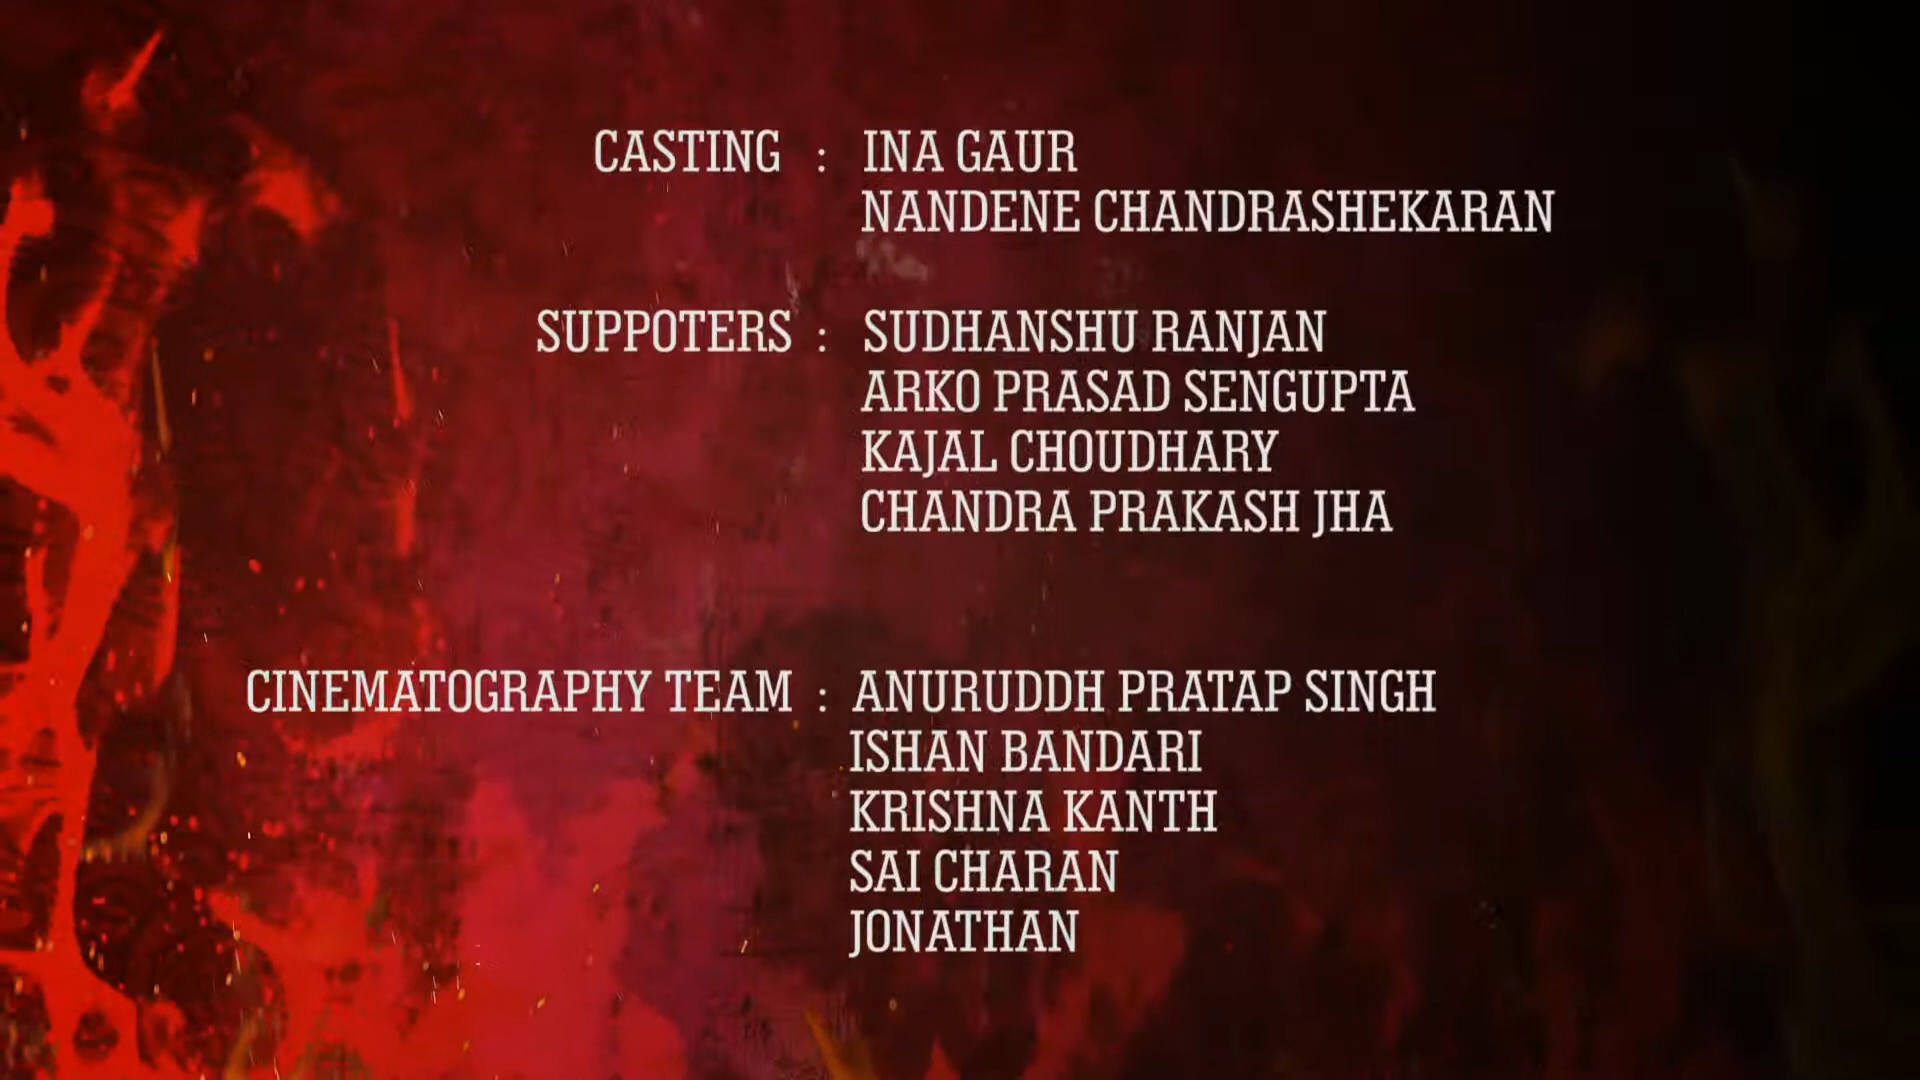 CASTING : INA GAUR
NANDENE CHANDRASHEKARAN
SUPPOTERS : SUDHANSHU RANJAN
ARKO PRASAD SENGUPTA
KAJAL CHOUDHARY
CHANDRA PRAKASH JHA
CINEMATOGRAPHY TEAM : ANURUDDH PRATAP SINGH
ISHAN BANDARI
KRISHNA KANTH
SAI CHARAN
JONATHAN